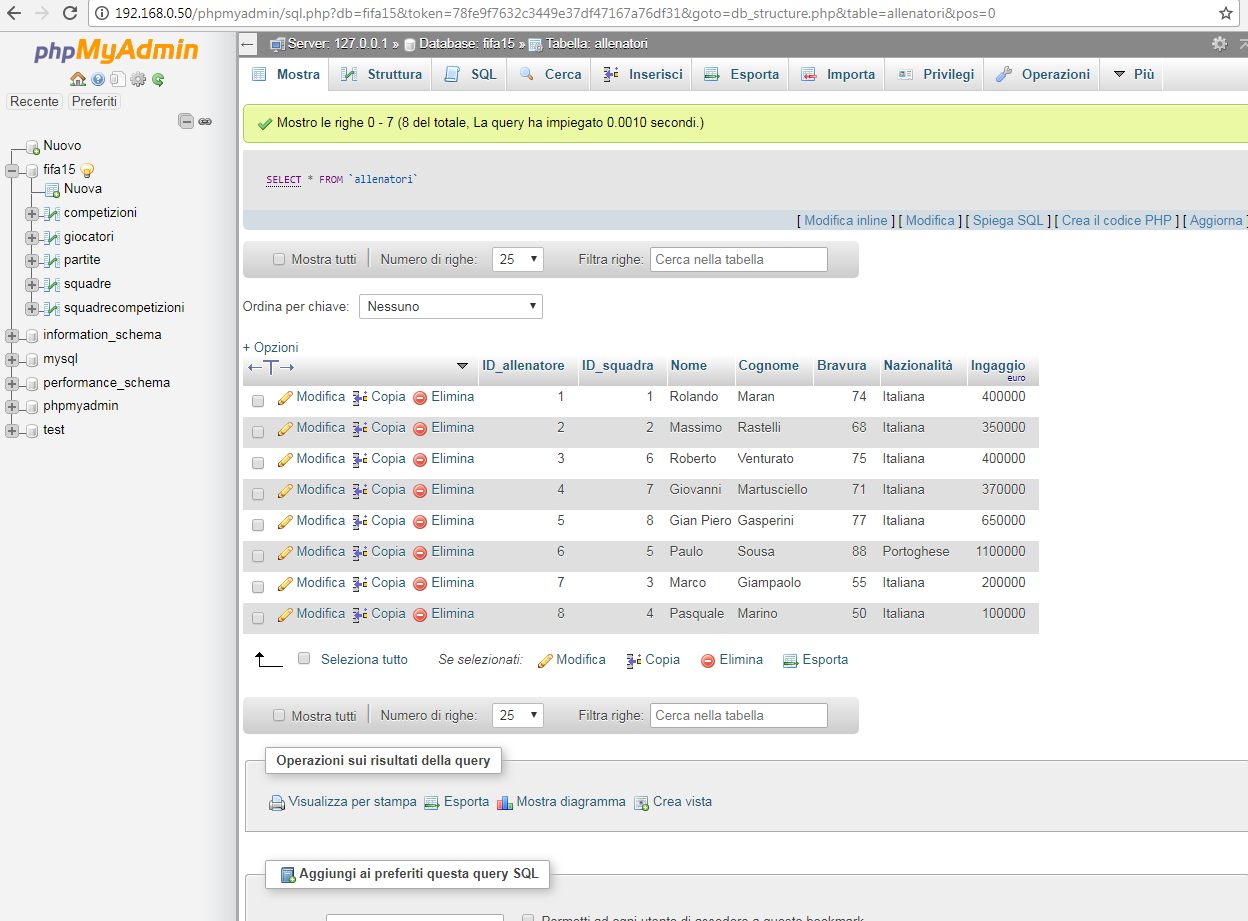 192.168.0.50/phpmyadmin/sql.php?db=fifa15&token=78fe9f7632c3449e37df47167a76df31&goto=db_structure.php&table=allenatori&pos=0
phpMyAdmin
Recente Preferiti
Nuovo
fifa15
Nuova
competizioni
giocatori
partite
squadre
squadrecompetizioni
information_schema
mysql
performance_schema
phpmyadmin
test
Server: 127.0.0.1 » Database: fifa15 » Tabella: allenatori
Mostra Struttura SQL Cerca Inserisci Esporta Importa Privilegi Operazioni Più
Mostro le righe 0 - 7 (8 del totale, La query ha impiegato 0.0010 secondi.)
SELECT * FROM `allenatori`
[ Modifica inline ] [ Modifica ] [ Spiega SQL ] [ Crea il codice PHP ] [ Aggiorna ]
Mostra tutti Numero di righe: 25 Filtra righe: Cerca nella tabella
Ordina per chiave: Nessuno
+ Opzioni
←T→ ID_allenatore ID_squadra Nome Cognome Bravura Nazionalità Ingaggio
euro
Modifica Copia Elimina 1 1 Rolando Maran 74 Italiana 400000
Modifica Copia Elimina 2 2 Massimo Rastelli 68 Italiana 350000
Modifica Copia Elimina 3 6 Roberto Venturato 75 Italiana 400000
Modifica Copia Elimina 4 7 Giovanni Martusciello 71 Italiana 370000
Modifica Copia Elimina 5 8 Gian Piero Gasperini 77 Italiana 650000
Modifica Copia Elimina 6 5 Paulo Sousa 88 Portoghese 1100000
Modifica Copia Elimina 7 3 Marco Giampaolo 55 Italiana 200000
Modifica Copia Elimina 8 4 Pasquale Marino 50 Italiana 100000
Seleziona tutto Se selezionati: Modifica Copia Elimina Esporta
Mostra tutti Numero di righe: 25 Filtra righe: Cerca nella tabella
Operazioni sui risultati della query
Visualizza per stampa Esporta Mostra diagramma Crea vista
Aggiungi ai preferiti questa query SQL
Permetti ad ogni utente di accedere a questo bookmark